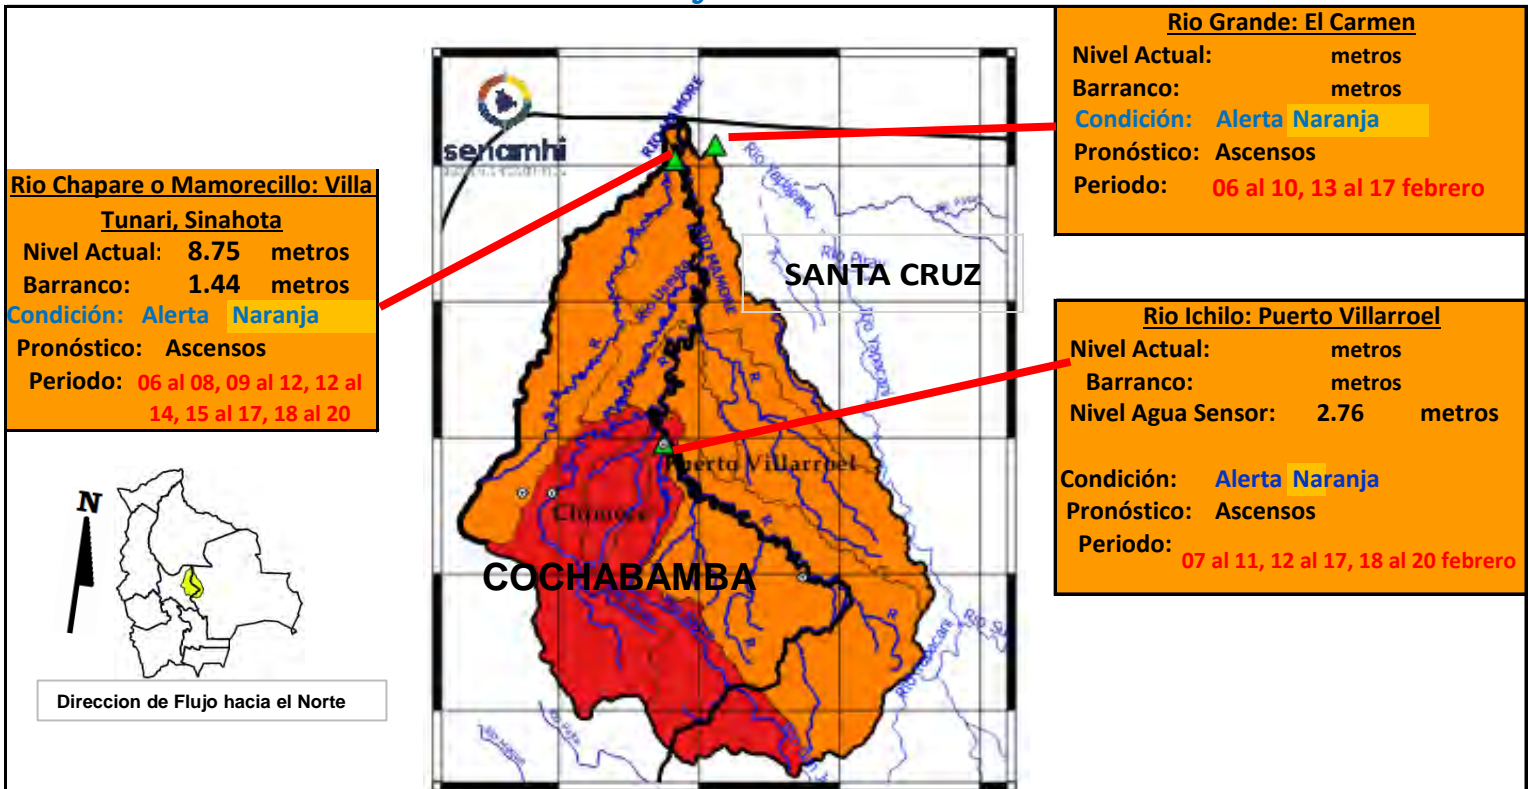 Rio Grande: El Carmen
Nivel Actual: metros
Barranco: metros
Condición: Alerta Naranja
Pronóstico: Ascensos
Periodo: 06 al 10, 13 al 17 febrero
senamhi
Rio Chapare o Mamorecillo: Villa
Tunari, Sinahota
Nivel Actual: 8.75 metros
Barranco: 1.44 metros
Condición: Alerta Naranja
Pronóstico: Ascensos
Periodo: 06 al 08, 09 al 12, 12 al
14, 15 al 17, 18 al 20
Rio Yapacani
RIO MAMORE
SANTA CRUZ
Rio Ichilo: Puerto Villarroel
Nivel Actual: metros
Barranco: metros
Nivel Agua Sensor: 2.76 metros
Condición: Alerta Naranja
Pronóstico: Ascensos
Periodo: 07 al 11, 12 al 17, 18 al 20 febrero
Rio Yapacani
Puerto Villarroel
Chimore
COCHABAMBA
Rio Yapacani
N
Direccion de Flujo hacia el Norte